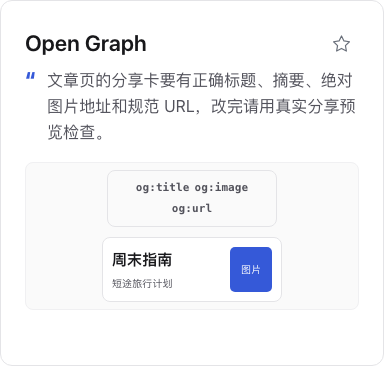 Open Graph
“ 文章页的分享卡要有正确标题、摘要、绝对
图片地址和规范 URL，改完请用真实分享预
览检查。
og:title og:image
og:url
周末指南
短途旅行计划
图片